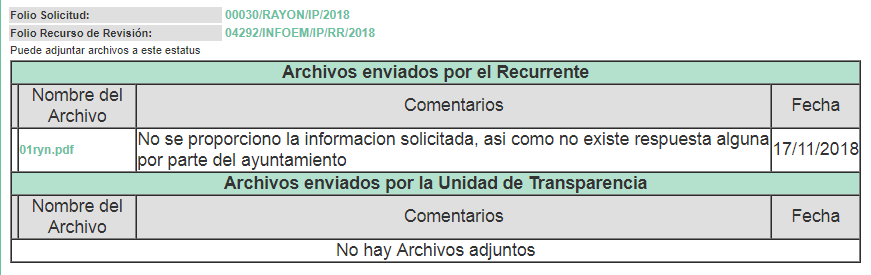 Folio Solicitud: 00030/RAYON/IP/2018
Folio Recurso de Revisión: 04292/INFOEM/IP/RR/2018
Puede adjuntar archivos a este estatus
Archivos enviados por el Recurrente
Nombre del Archivo Comentarios Fecha
01ryn.pdf No se proporciono la informacion solicitada, asi como no existe respuesta alguna por parte del ayuntamiento 17/11/2018
Archivos enviados por la Unidad de Transparencia
Nombre del Archivo Comentarios Fecha
No hay Archivos adjuntos